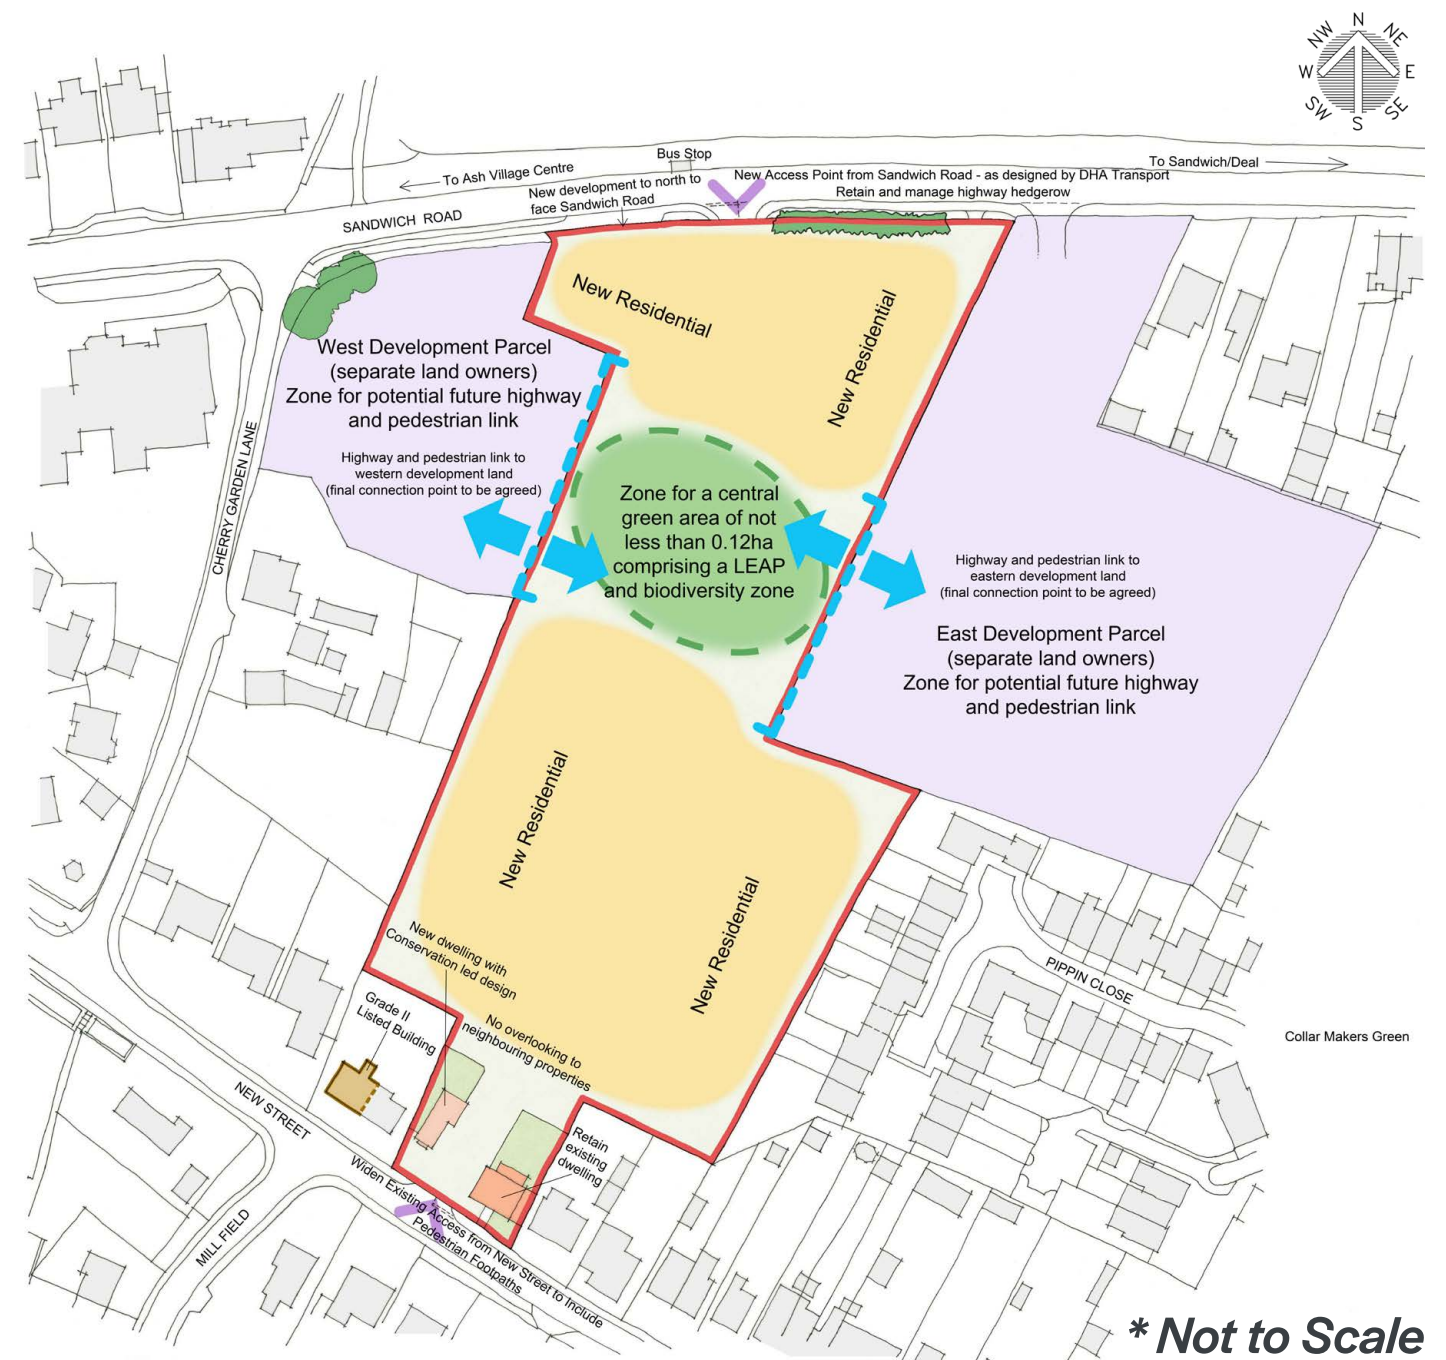 N
NW
NE
W
E
SW
SE
S
Bus Stop
To Sandwich/Deal
To Ash Village Centre
New Access Point from Sandwich Road - as designed by DHA Transport
Retain and manage highway hedgerow
New development to north to
face Sandwich Road
SANDWICH ROAD
New Residential
New Residential
West Development Parcel
(separate land owners)
Zone for potential future highway
and pedestrian link
Highway and pedestrian link to
western development land
(final connection point to be agreed)
CHERRY GARDEN LANE
Zone for a central
green area of not
less than 0.12ha
comprising a LEAP
and biodiversity zone
Highway and pedestrian link to
eastern development land
(final connection point to be agreed)
East Development Parcel
(separate land owners)
Zone for potential future highway
and pedestrian link
New Residential
New Residential
New dwelling with
Conservation led design
Grade II
Listed Building
No overlooking to
neighbouring properties
PIPPIN CLOSE
Collar Makers Green
NEW STREET
Retain
existing
dwelling
MILL FIELD
Widen Existing Access from New Street to Include
Pedestrian Footpaths
* Not to Scale